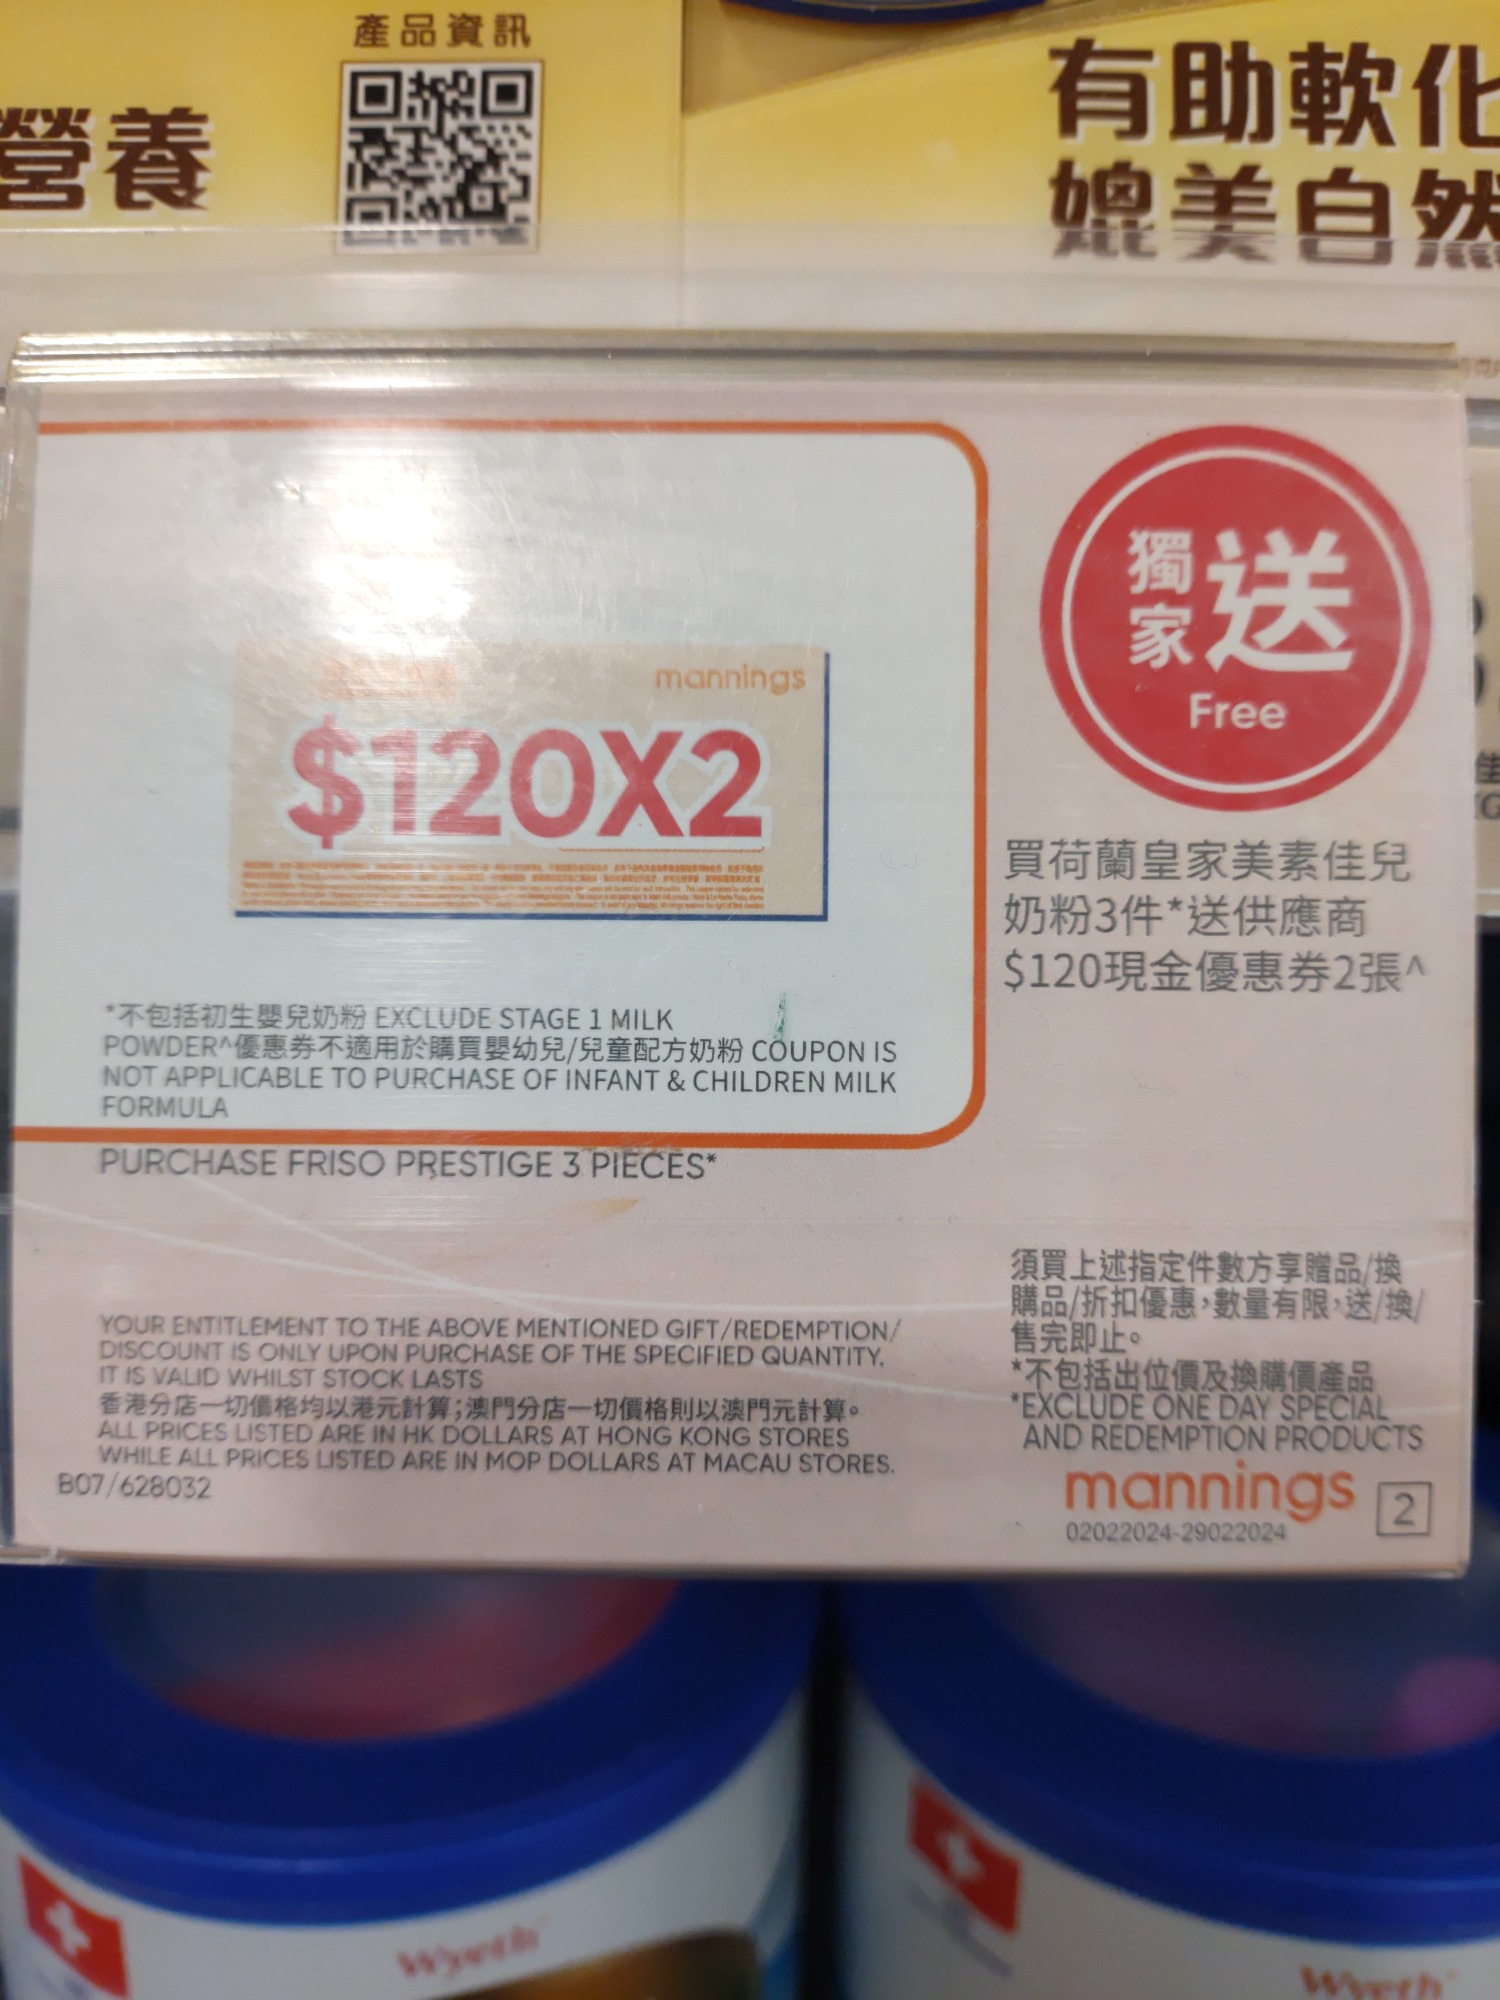 產品資訊
營養
有助軟化
媲美自然
獨家送
Free
mannings
$120X2
買荷蘭皇家美素佳兒
奶粉3件*送供應商
$120現金優惠券2張^
*不包括初生嬰兒奶粉 EXCLUDE STAGE 1 MILK
POWDER^優惠券不適用於購買嬰幼兒/兒童配方奶粉 COUPON IS
NOT APPLICABLE TO PURCHASE OF INFANT & CHILDREN MILK
FORMULA
PURCHASE FRISO PRESTIGE 3 PIECES*
須買上述指定件數方享贈品/換
購品/折扣優惠,數量有限,送/換/
售完即止。
*不包括出位價及換購價產品
*EXCLUDE ONE DAY SPECIAL
AND REDEMPTION PRODUCTS
YOUR ENTITLEMENT TO THE ABOVE MENTIONED GIFT/REDEMPTION/
DISCOUNT IS ONLY UPON PURCHASE OF THE SPECIFIED QUANTITY.
IT IS VALID WHILST STOCK LASTS
香港分店一切價格均以港元計算;澳門分店一切價格則以澳門元計算。
ALL PRICES LISTED ARE IN HK DOLLARS AT HONG KONG STORES
WHILE ALL PRICES LISTED ARE IN MOP DOLLARS AT MACAU STORES.
B07/628032
mannings
2
02022024-29022024
Wyeth
Wyeth